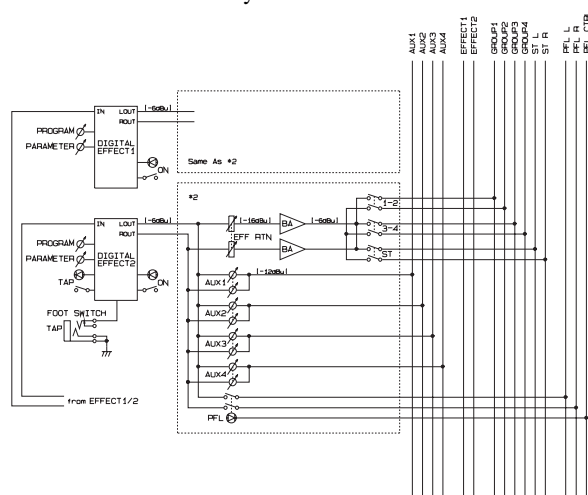 AUX1
AUX2
AUX3
AUX4
EFFECT1
EFFECT2
GROUP1
GROUP2
GROUP3
GROUP4
ST L
ST R
PFL L
PFL R
PFL CTR
IN LOUT [-6dBu]
ROUT
PROGRAM
PARAMETER
DIGITAL
EFFECT1
ON
Same As *2
*2
IN LOUT [-6dBu]
ROUT
PROGRAM
PARAMETER
DIGITAL
EFFECT2
TAP
ON
FOOT SWITCH
TAP
[-16dBu] BA [-6dBu]
EFF RTN
BA
1-2
3-4
ST
[-12dBu]
AUX1
AUX2
AUX3
AUX4
PFL
from EFFECT1/2